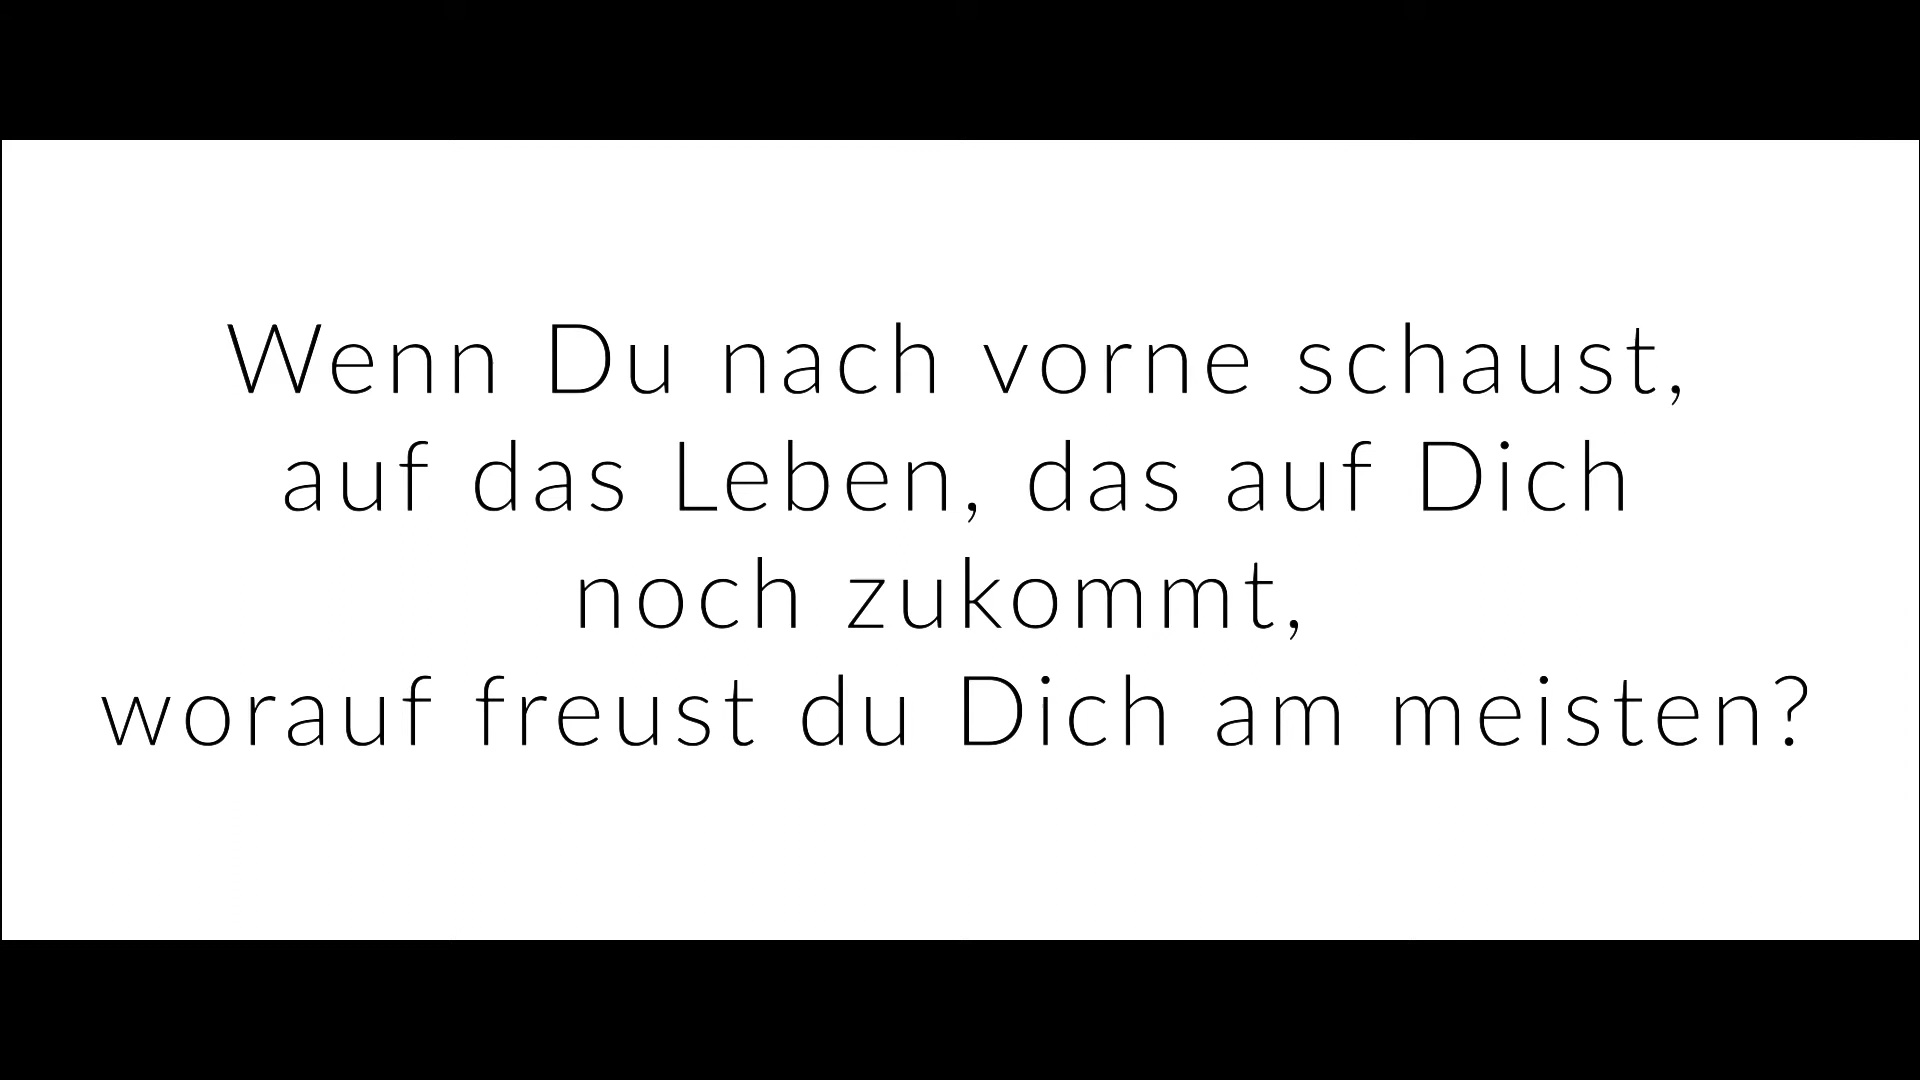 Wenn Du nach vorne schaust,
auf das Leben, das auf Dich
noch zukommt,
worauf freust du Dich am meisten?